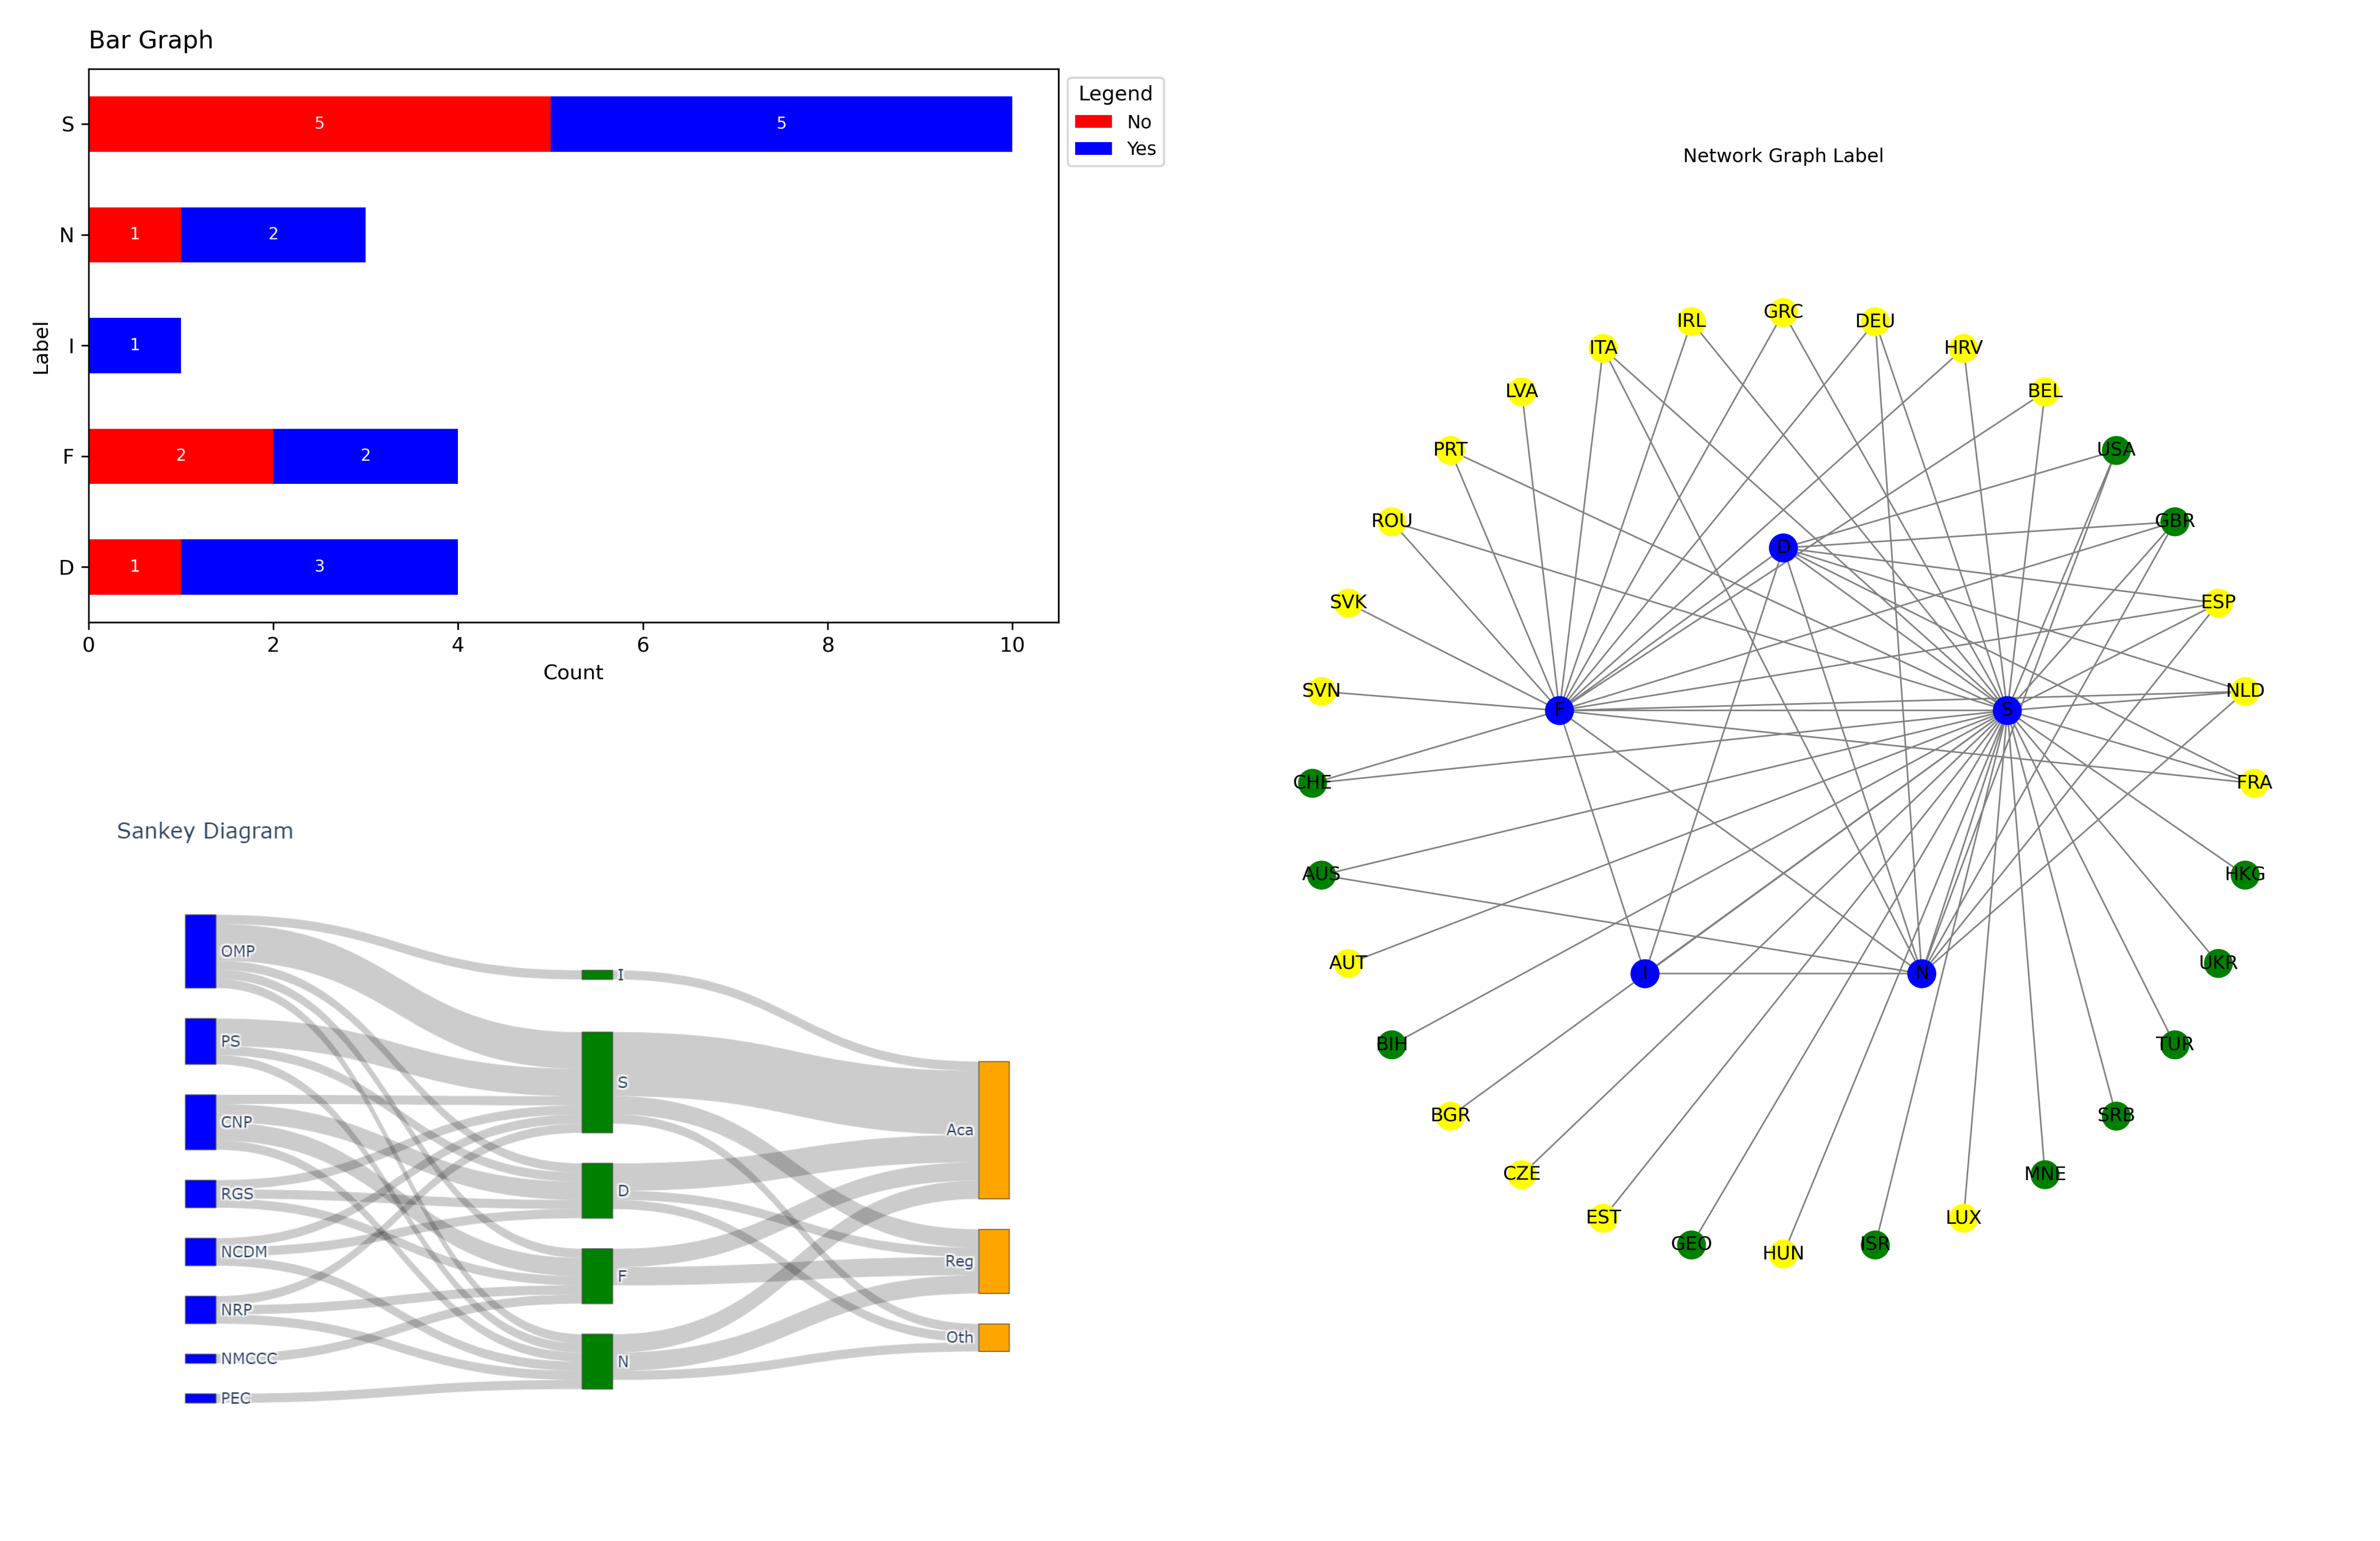 Bar Graph
S
5
5
N
1
2
I
1
F
2
2
D
1
3
0
2
4
6
8
10
Count
Label
Legend
No
Yes
Sankey Diagram
OMP
PS
CNP
RGS
NCDM
NRP
NMCCC
PEC
I
S
D
F
N
Aca
Reg
Oth
Network Graph Label
GRC
IRL
DEU
ITA
HRV
LVA
BEL
PRT
USA
ROU
GBR
D
SVK
ESP
SVN
NLD
F
S
CHE
FRA
AUS
HKG
AUT
UKR
I
N
BIH
TUR
BGR
SRB
CZE
MNE
EST
LUX
GEO
ISR
HUN